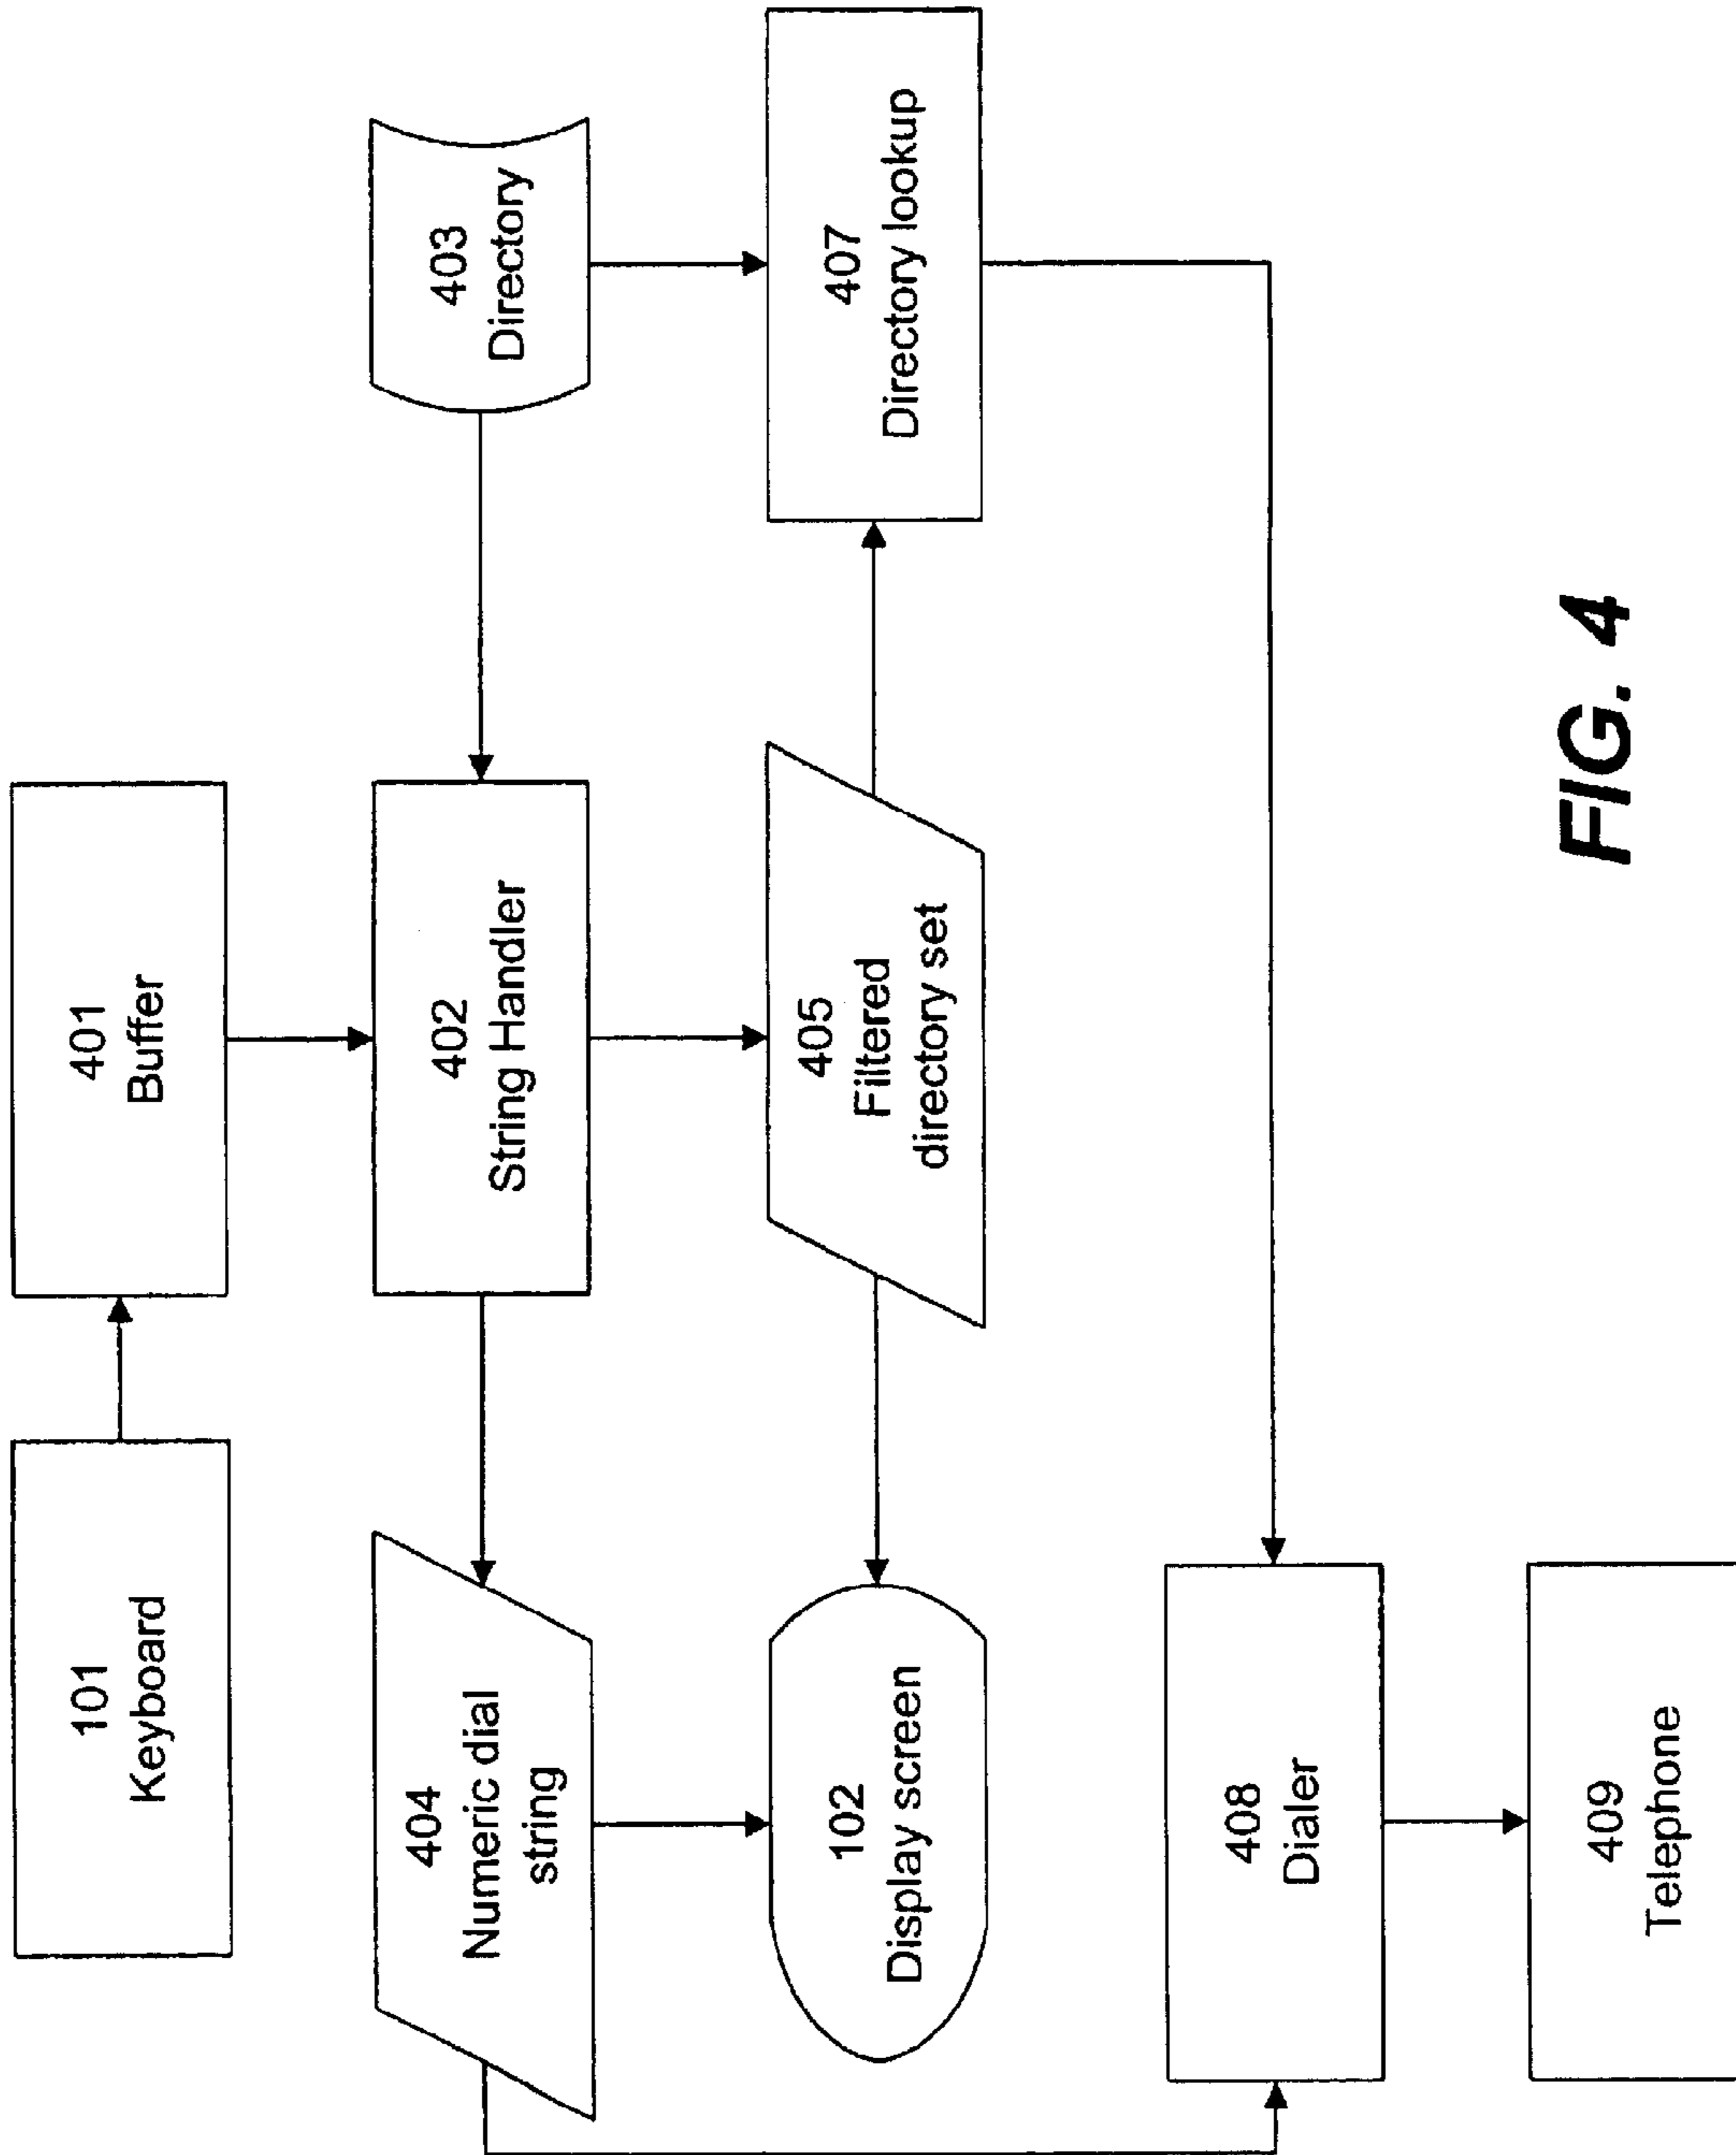 101
Keyboard
401
Buffer
404
Numeric dial
string
402
String Handler
403
Directory
102
Display screen
405
Filtered
directory set
407
Directory lookup
408
Dialer
409
Telephone
FIG. 4